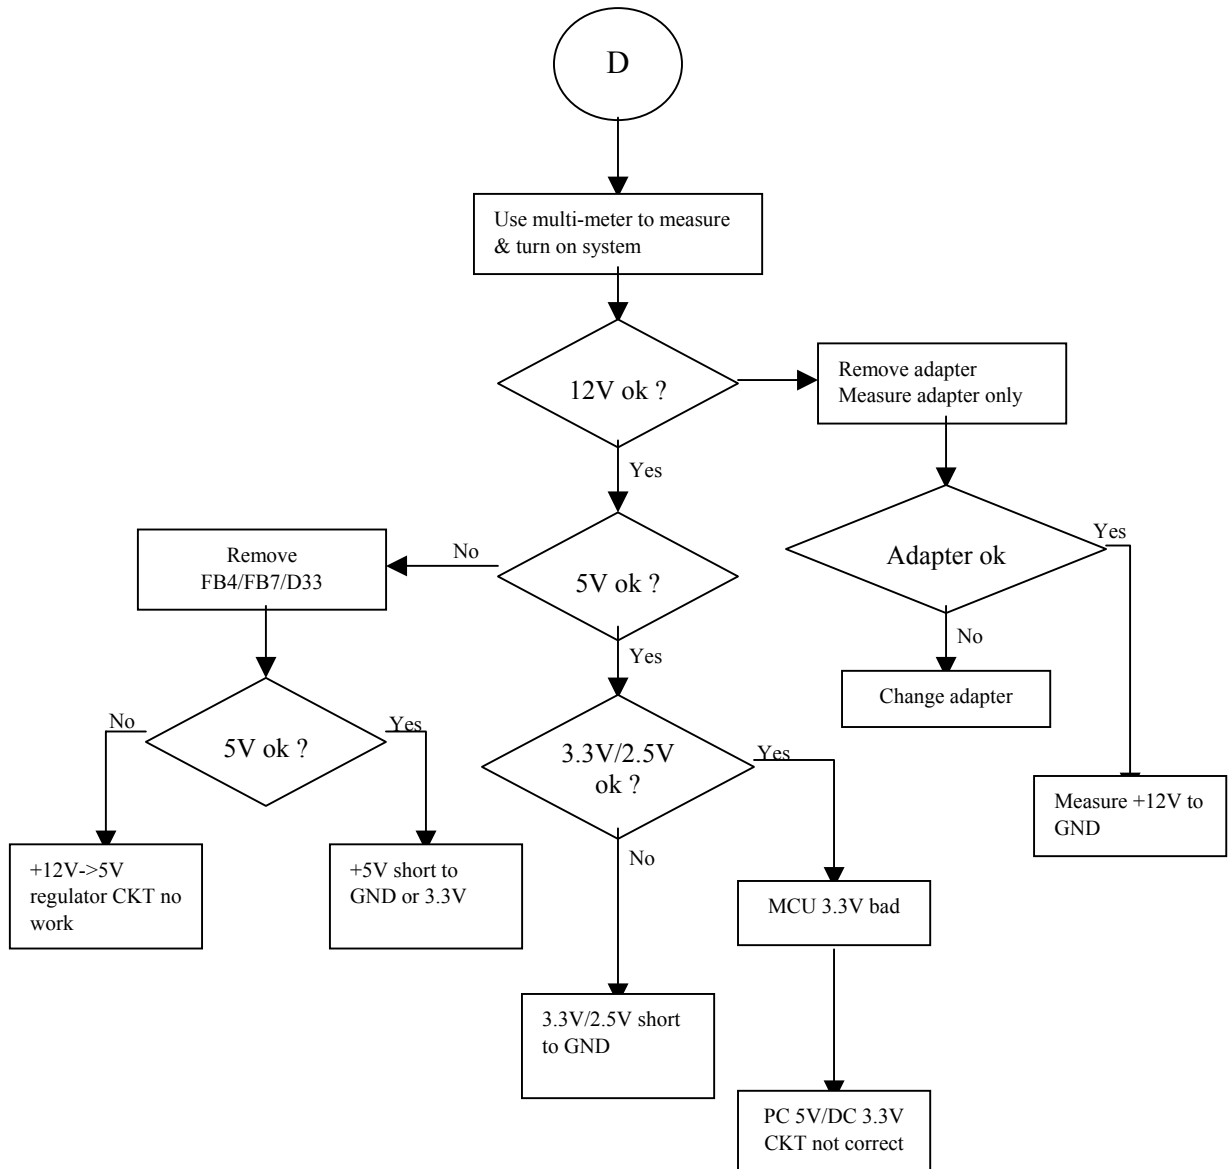 D
Use multi-meter to measure
& turn on system
12V ok ?
Remove adapter
Measure adapter only
Yes
Adapter ok
Yes
No
Change adapter
Measure +12V to
GND
5V ok ?
No
Remove
FB4/FB7/D33
Yes
5V ok ?
No
Yes
+12V->5V
regulator CKT no
work
+5V short to
GND or 3.3V
3.3V/2.5V
ok ?
Yes
No
MCU 3.3V bad
3.3V/2.5V short
to GND
PC 5V/DC 3.3V
CKT not correct